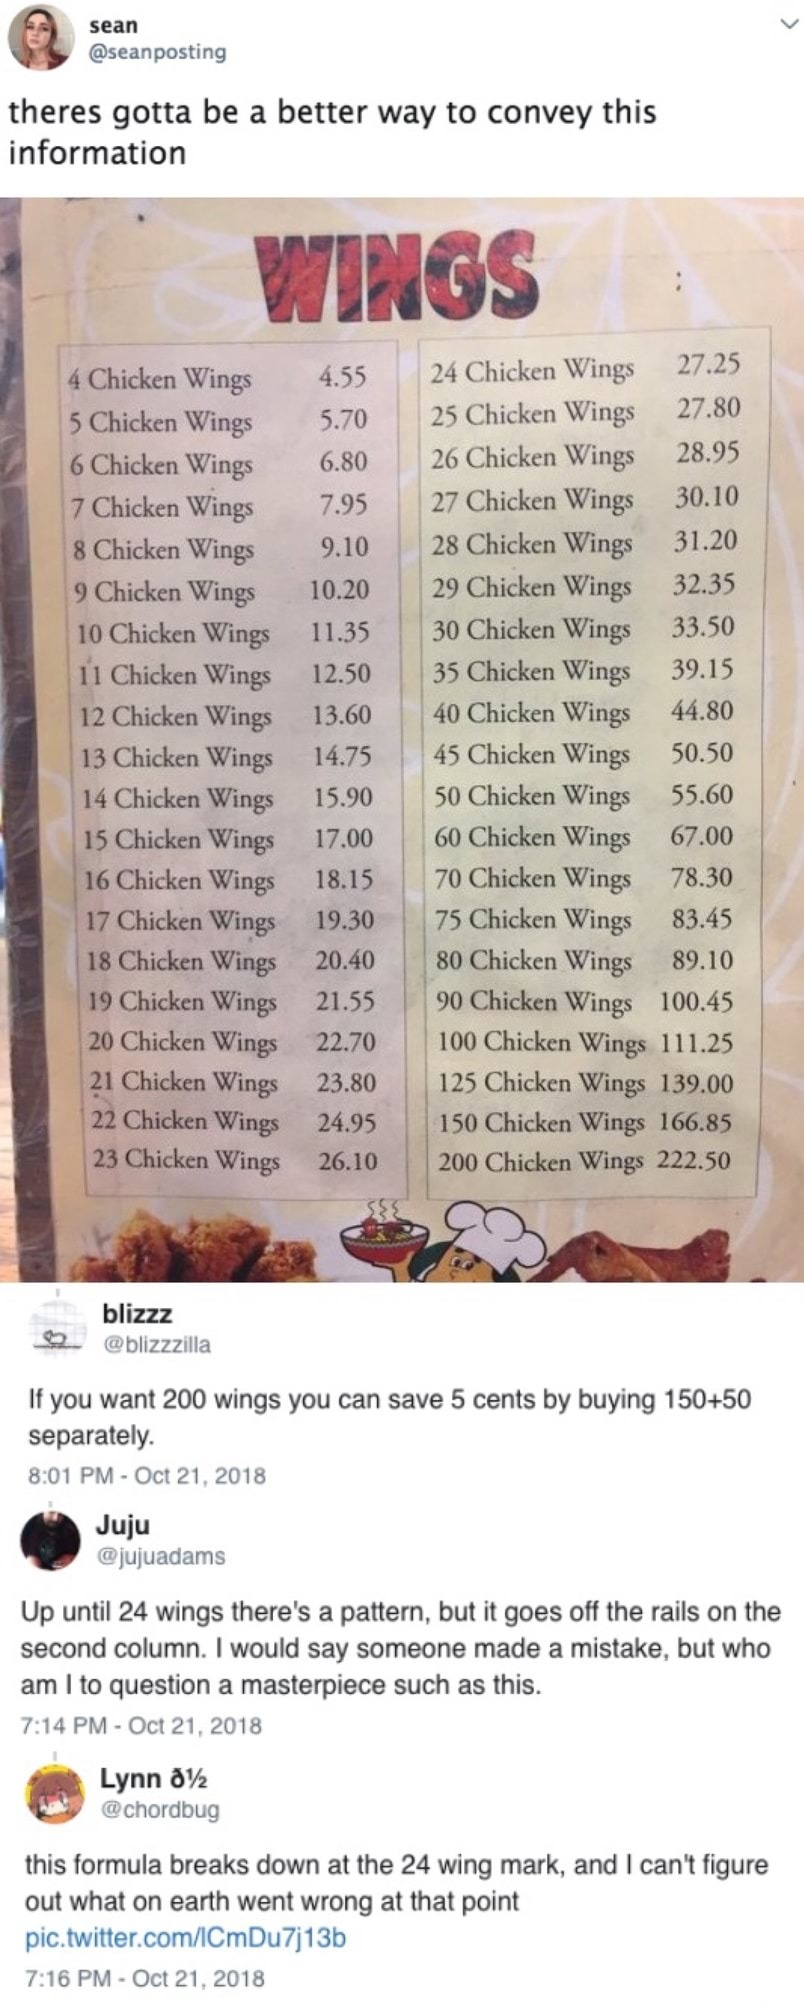 sean
@seanposting
theres gotta be a better way to convey this
information
WINGS
4 Chicken Wings 4.55
5 Chicken Wings 5.70
6 Chicken Wings 6.80
7 Chicken Wings 7.95
8 Chicken Wings 9.10
9 Chicken Wings 10.20
10 Chicken Wings 11.35
11 Chicken Wings 12.50
12 Chicken Wings 13.60
13 Chicken Wings 14.75
14 Chicken Wings 15.90
15 Chicken Wings 17.00
16 Chicken Wings 18.15
17 Chicken Wings 19.30
18 Chicken Wings 20.40
19 Chicken Wings 21.55
20 Chicken Wings 22.70
21 Chicken Wings 23.80
22 Chicken Wings 24.95
23 Chicken Wings 26.10
24 Chicken Wings 27.25
25 Chicken Wings 27.80
26 Chicken Wings 28.95
27 Chicken Wings 30.10
28 Chicken Wings 31.20
29 Chicken Wings 32.35
30 Chicken Wings 33.50
35 Chicken Wings 39.15
40 Chicken Wings 44.80
45 Chicken Wings 50.50
50 Chicken Wings 55.60
60 Chicken Wings 67.00
70 Chicken Wings 78.30
75 Chicken Wings 83.45
80 Chicken Wings 89.10
90 Chicken Wings 100.45
100 Chicken Wings 111.25
125 Chicken Wings 139.00
150 Chicken Wings 166.85
200 Chicken Wings 222.50
blizzz
@blizzzilla
If you want 200 wings you can save 5 cents by buying 150+50
separately.
8:01 PM - Oct 21, 2018
Juju
@jujuadams
Up until 24 wings there's a pattern, but it goes off the rails on the
second column. I would say someone made a mistake, but who
am I to question a masterpiece such as this.
7:14 PM - Oct 21, 2018
Lynn ð½
@chordbug
this formula breaks down at the 24 wing mark, and I can't figure
out what on earth went wrong at that point
pic.twitter.com/lCmDu7j13b
7:16 PM - Oct 21, 2018